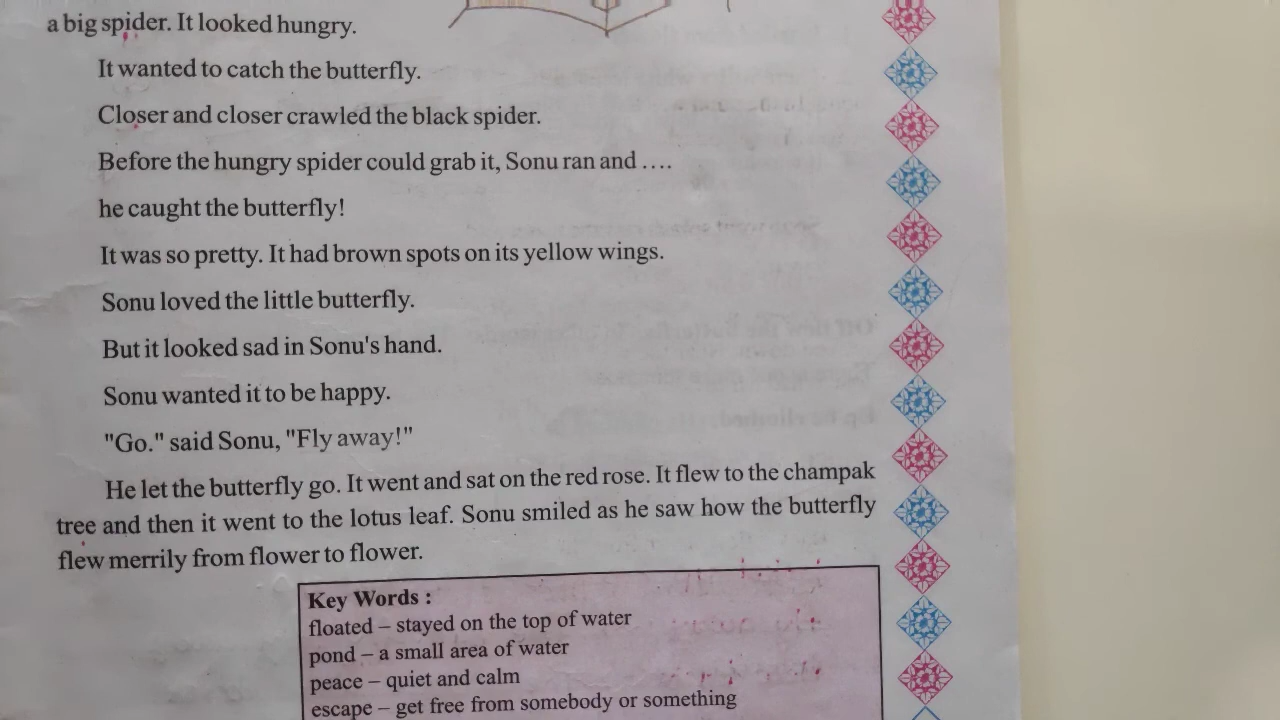 a big spider. It looked hungry.
It wanted to catch the butterfly.
Closer and closer crawled the black spider.
Before the hungry spider could grab it, Sonu ran and ....
he caught the butterfly!
It was so pretty. It had brown spots on its yellow wings.
Sonu loved the little butterfly.
But it looked sad in Sonu's hand.
Sonu wanted it to be happy.
"Go." said Sonu, "Fly away!"
He let the butterfly go. It went and sat on the red rose. It flew to the champak
tree and then it went to the lotus leaf. Sonu smiled as he saw how the butterfly
flew merrily from flower to flower.
Key Words :
floated – stayed on the top of water
pond – a small area of water
peace – quiet and calm
escape – get free from somebody or something